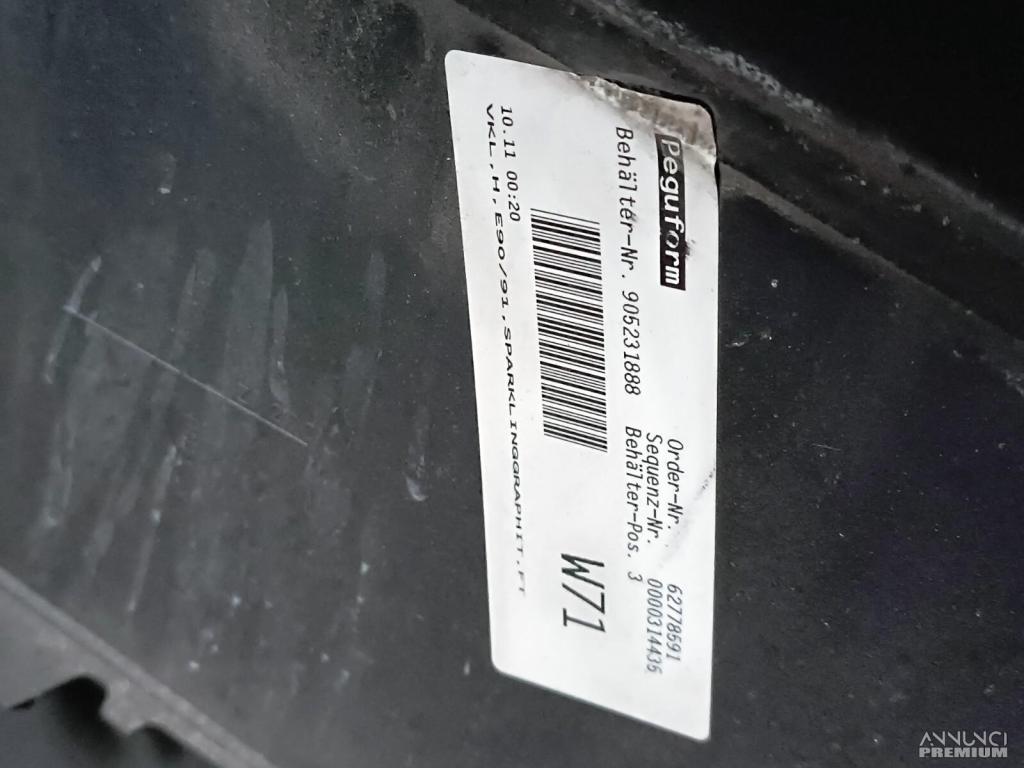 peguform
Behälter-Nr. 905231888
Order-Nr. 62778591
Sequenz-Nr. 0000314436
Behälter-Pos. 3
W71
10.11 00:20
VKL.H.E90/91,SPARKLINGGRAPHIT.FT
ANNUNCI
PREMIUM